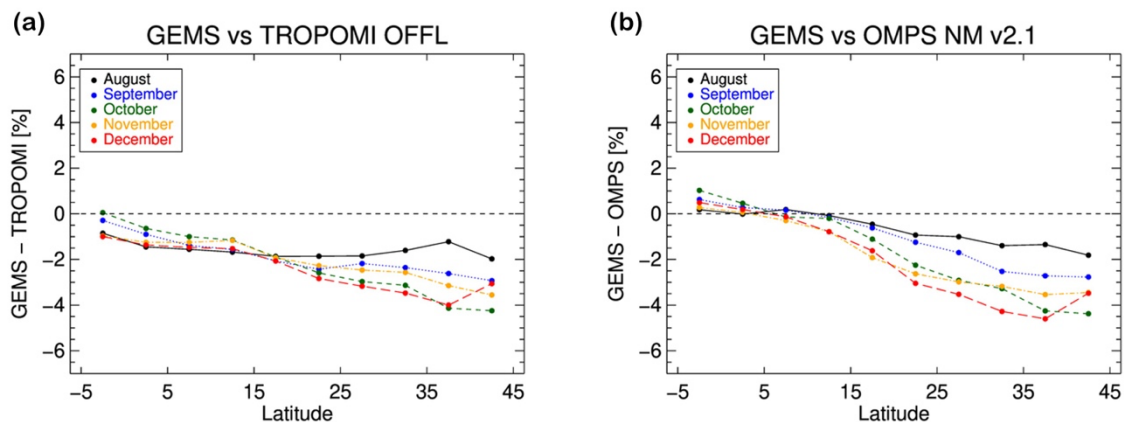 (a)
GEMS vs TROPOMI OFFL
GEMS − TROPOMI [%]
6
4
2
0
−2
−4
−6
August
September
October
November
December
−5 5 15 25 35 45
Latitude
(b)
GEMS vs OMPS NM v2.1
GEMS − OMPS [%]
6
4
2
0
−2
−4
−6
August
September
October
November
December
−5 5 15 25 35 45
Latitude